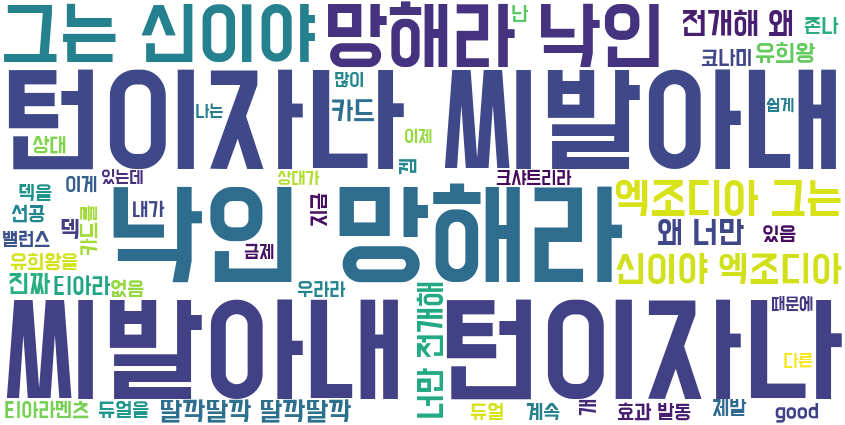 그는 신이야 망해라 낙인 난 전개해 왜 존나
코나미 유희왕
턴이자나 씨발아내
많이 나는 카드 쉽게
상대 이제 겜
덱을 이게 있는데 상대가 크샤트리라
낙인 망해라
엑조디아 그는
선공 덱 카드를 내가 지금 왜 너만 있음
밸런스 금제
유희왕을 신이야 엑조디아
진짜 티아라 없음 우라라
씨발아내 턴이자나
너만 전개해 때문에
다른
티아라멘츠 듀얼을 딸깍딸깍 딸깍딸깍 듀얼 계속 개 효과 발동 제발 good